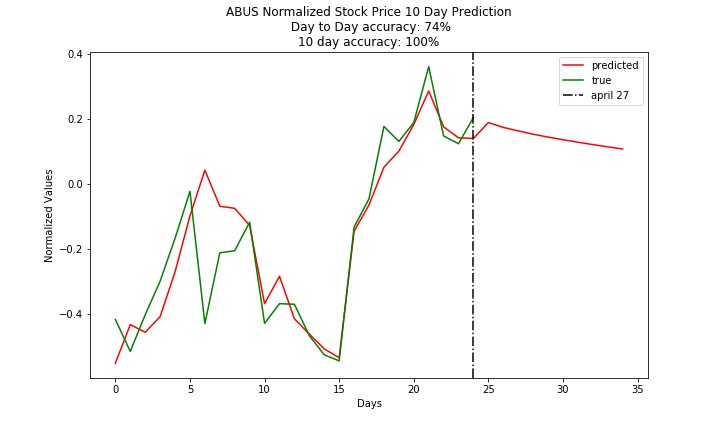 ABUS Normalized Stock Price 10 Day Prediction
Day to Day accuracy: 74%
10 day accuracy: 100%
0.4
0.2
0.0
−0.2
−0.4
Normalized Values
predicted
true
april 27
0
5
10
15
20
25
30
35
Days